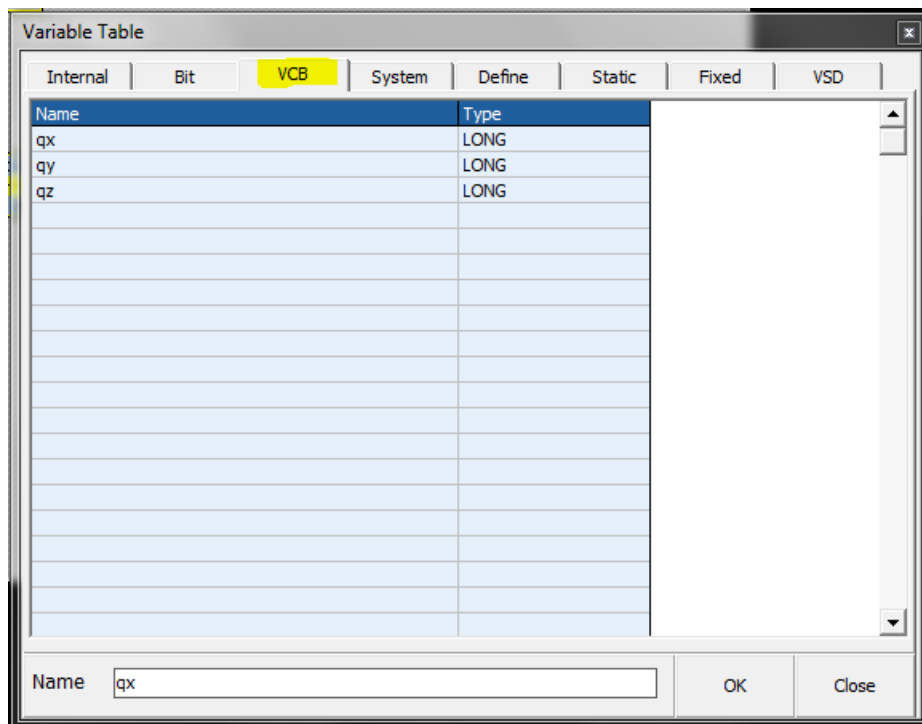 Variable Table
Internal Bit VCB System Define Static Fixed VSD
Name Type
qx LONG
qy LONG
qz LONG
Name qx OK Close